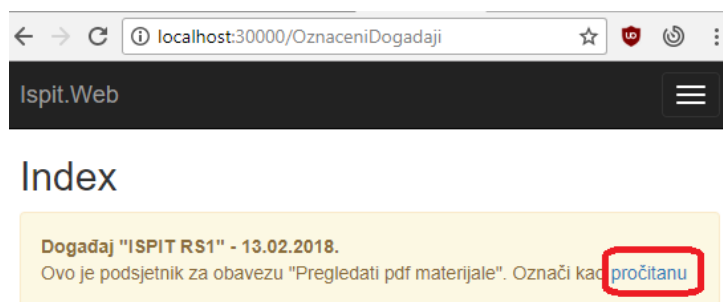 localhost:30000/OznaceniDogadaji
Ispit.Web
Index
Događaj "ISPIT RS1" - 13.02.2018.
Ovo je podsjetnik za obavezu "Pregledati pdf materijale". Označi kao pročitanu